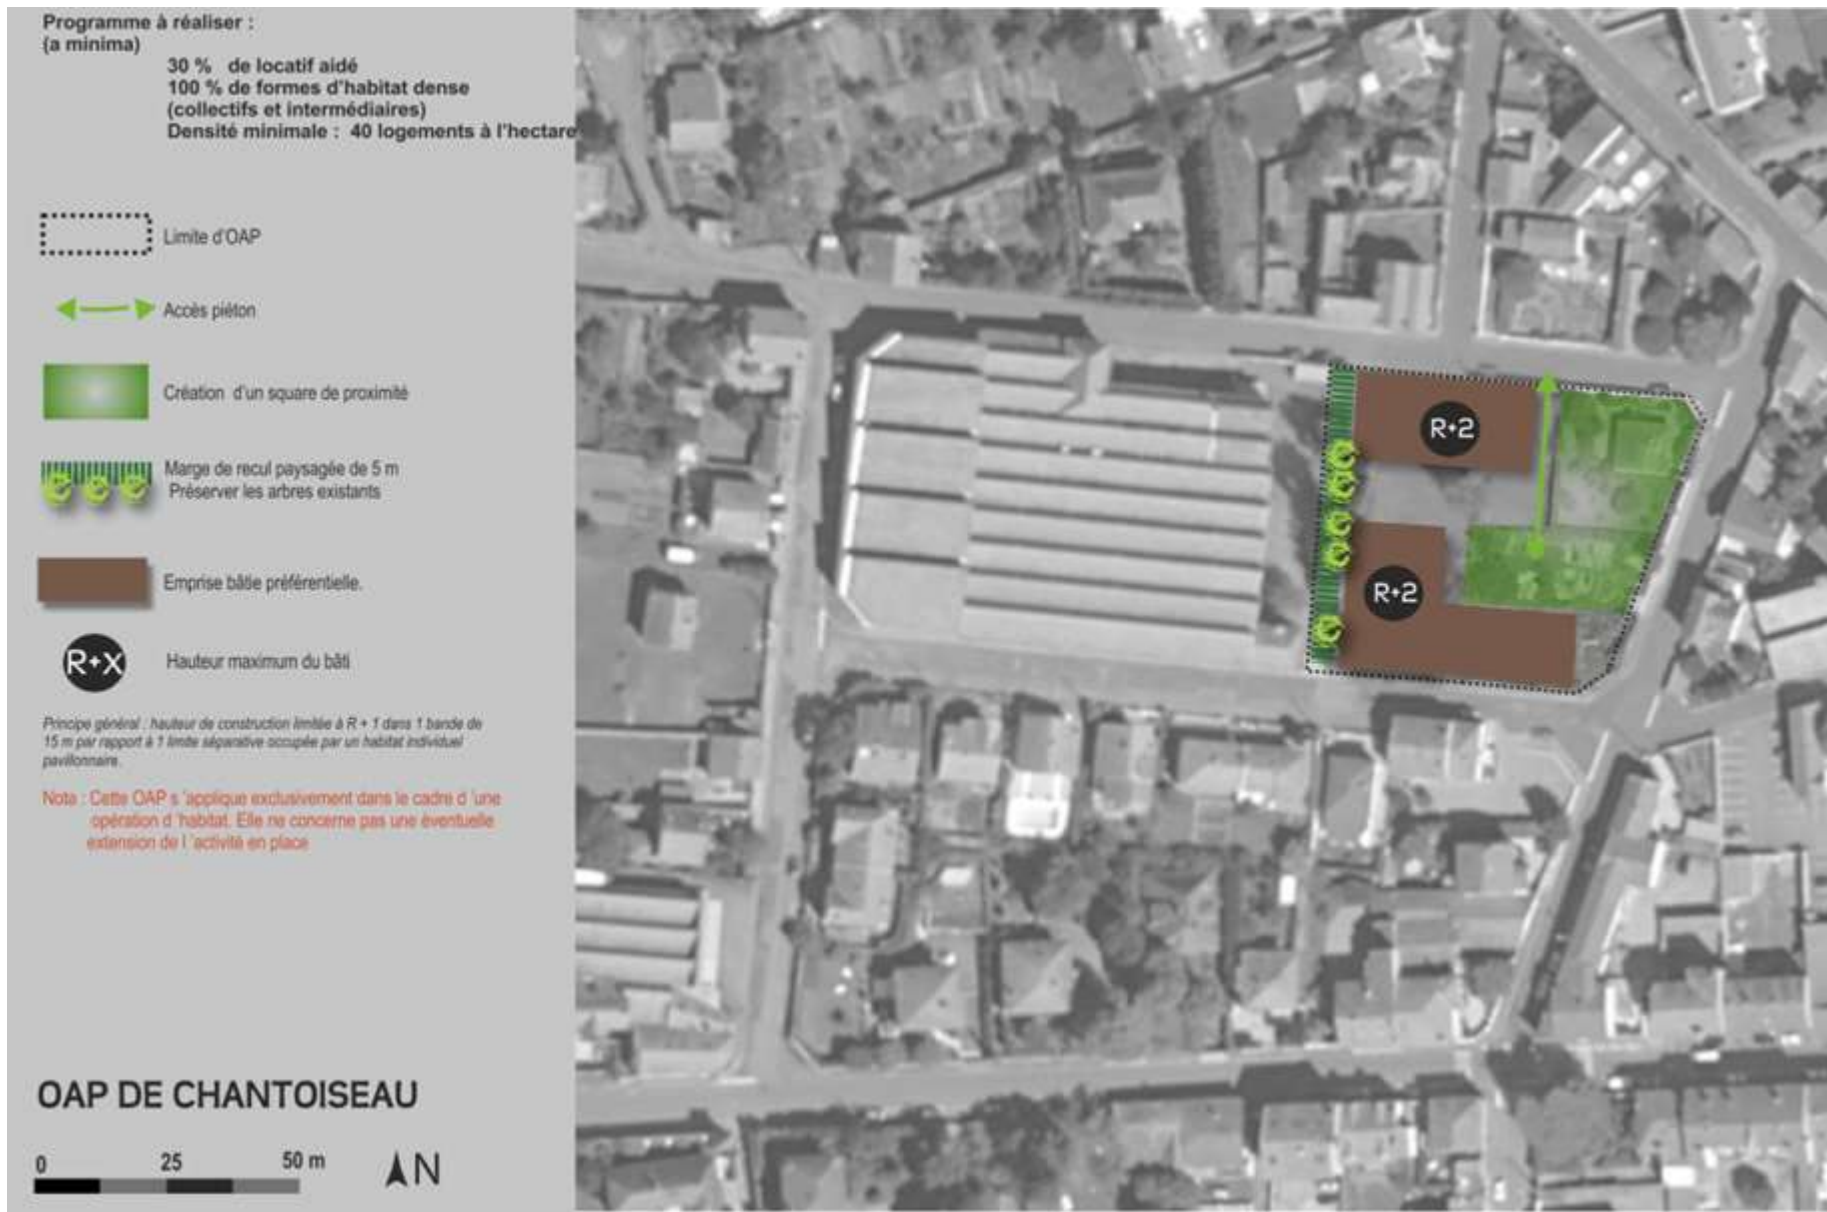 Programme à réaliser :
(a minima)
30 % de locatif aidé
100 % de formes d'habitat dense
(collectifs et intermédiaires)
Densité minimale : 40 logements à l'hectare
Limite d'OAP
Accès piéton
Création d'un square de proximité
Marge de recul paysagée de 5 m
Préserver les arbres existants
Emprise bâtie préférentielle.
R+X
Hauteur maximum du bâti
Principe général : hauteur de construction limitée à R + 1 dans 1 bande de
15 m par rapport à 1 limite séparative occupée par un habitat individuel
pavillonnaire.
Nota : Cette OAP s 'applique exclusivement dans le cadre d 'une
opération d 'habitat. Elle ne concerne pas une éventuelle
extension de l 'activité en place
OAP DE CHANTOISEAU
0 25 50 m
N
R+2
R+2